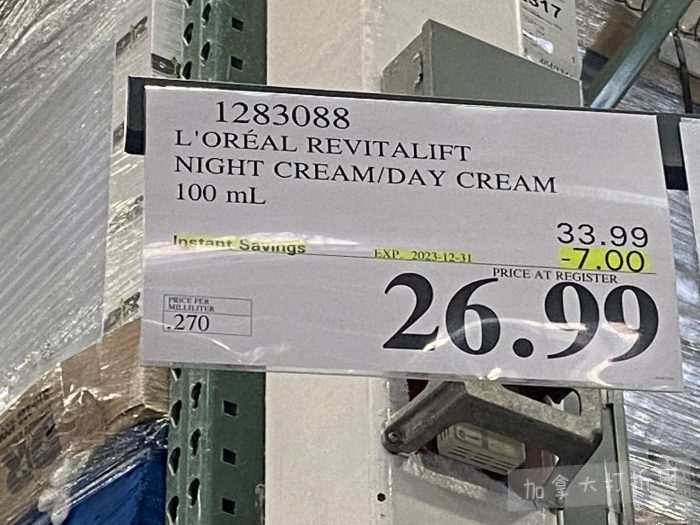 1283088
L'ORÉAL REVITALIFT
NIGHT CREAM/DAY CREAM
100 mL
33.99
Instant Savings EXP. 2023-12-31 -7.00
PRICE AT REGISTER
PRICE PER
MILLILITER
.270
26.99
317
加拿大打折网